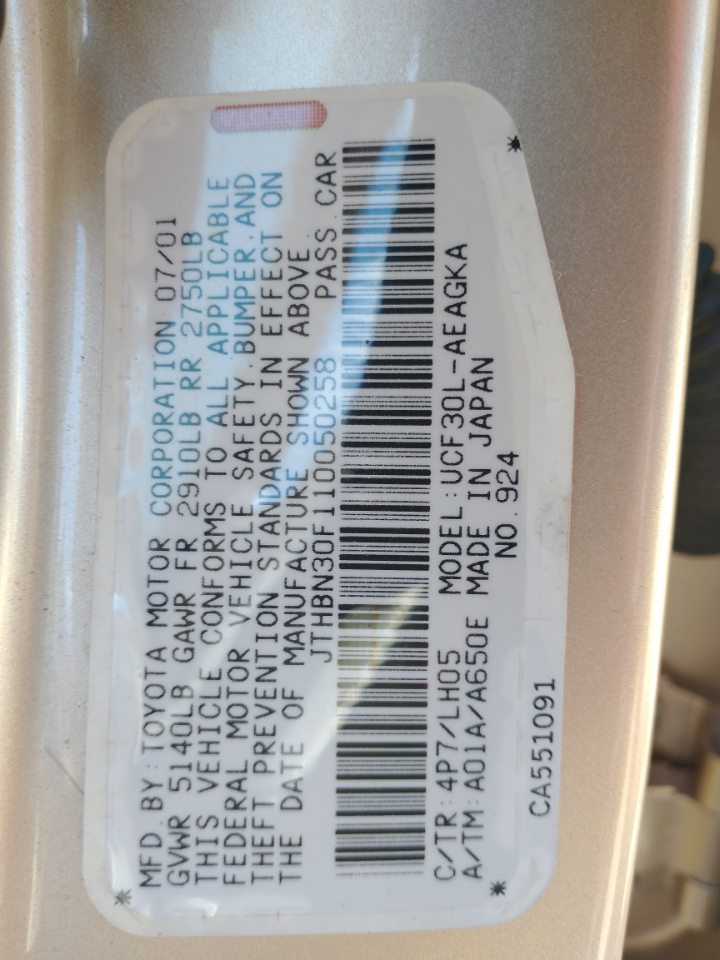 MFD. BY: TOYOTA MOTOR CORPORATION 07/01
GVWR 5140LB GAWR FR 2910LB RR 2750LB
THIS VEHICLE CONFORMS TO ALL APPLICABLE
FEDERAL MOTOR VEHICLE SAFETY, BUMPER, AND
THEFT PREVENTION STANDARDS IN EFFECT ON
THE DATE OF MANUFACTURE SHOWN ABOVE.
JTHBN30F110050258 PASS. CAR
C/TR: 4P7/LH05 MODEL: UCF30L-AEAGKA
A/TM: A01A/A650E MADE IN JAPAN
NO. 924
CA551091